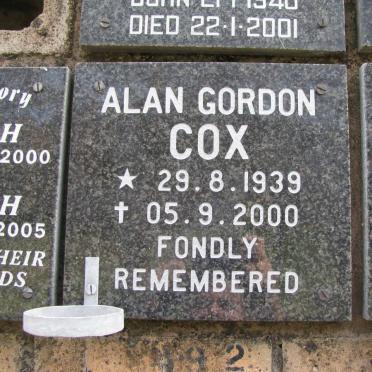 DIED 22·1·2001
ory
H
2000
H
2005
HEIR
DS
ALAN GORDON
COX
★ 29.8.1939
✝ 05.9.2000
FONDLY
REMEMBERED